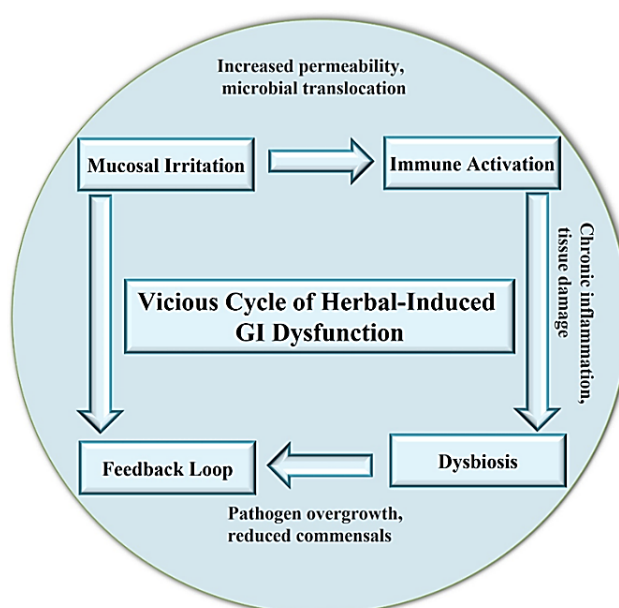 Increased permeability,
microbial translocation
Mucosal Irritation
Immune Activation
Chronic inflammation,
tissue damage
Vicious Cycle of Herbal-Induced
GI Dysfunction
Feedback Loop
Dysbiosis
Pathogen overgrowth,
reduced commensals